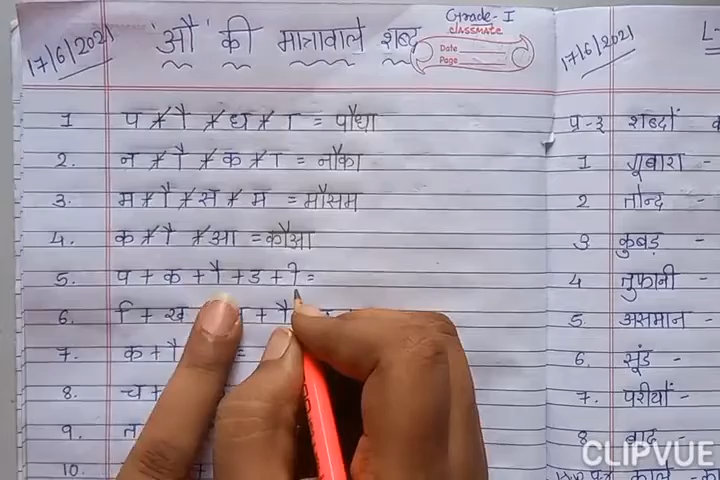 17/6/2021
'औ' की मात्रावाले शब्द
Grade-I
CLASSMATE
Date
Page
1 प + ौ + ध + ा = पौधा
2. न + ौ + क + ा = नौका
3. म + ौ + स + म = मौसम
4. क + ौ + आ = कौआ
5. प + क + ौ + ड + ी =
6. ि + ख
7. क + ौ =
8. च +
9. त
10.
17/6/2021
L-
प्र-२ शब्दों
1 गूबारा -
2 तोन्द -
3 कुबड़ -
4 तुफानी -
5. असमान -
6. सूंड -
7. परीयों -
8 बाद -
CLIPVUE